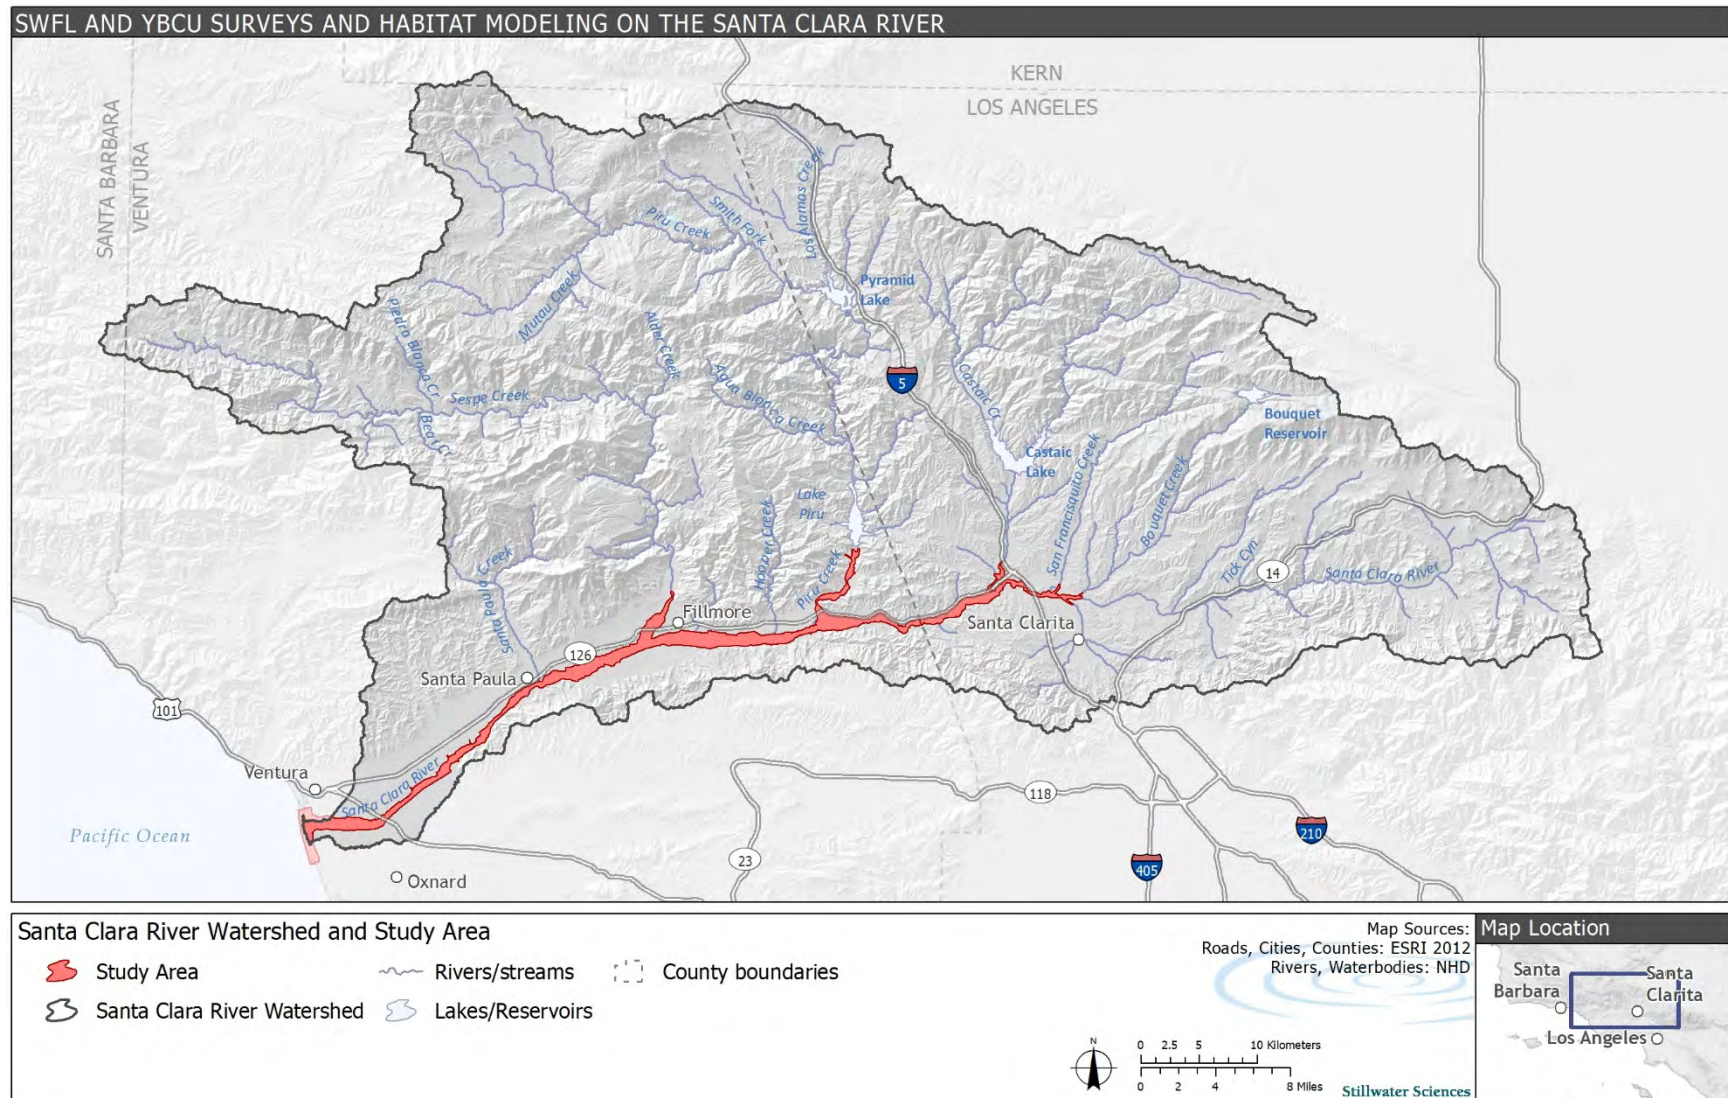 SWFL AND YBCU SURVEYS AND HABITAT MODELING ON THE SANTA CLARA RIVER
KERN
LOS ANGELES
SANTA BARBARA
VENTURA
Los Alamas Creek
Smith Fork
Piru Creek
Pyramid
Lake
Mutau Creek
Piedra Blanca Cr
Alder Creek
Sespe Creek
Bear Cr
Agua Blanca Creek
5
Castaic Cr.
Bouquet
Reservoir
Castaic
Lake
San Francisquito Creek
Bouquet Creek
Lake
Piru
Hopper Creek
Piru Creek
Santa Paula Creek
Tick Cyn
14
Santa Clara River
Fillmore
Santa Clarita
126
Santa Paula
101
Ventura
Santa Clara River
118
Pacific Ocean
210
23
405
Oxnard
Santa Clara River Watershed and Study Area
Study Area
Rivers/streams
County boundaries
Santa Clara River Watershed
Lakes/Reservoirs
Map Sources:
Roads, Cities, Counties: ESRI 2012
Rivers, Waterbodies: NHD
N
0 2.5 5 10 Kilometers
0 2 4 8 Miles
Stillwater Sciences
Map Location
Santa
Barbara
Santa
Clarita
Los Angeles